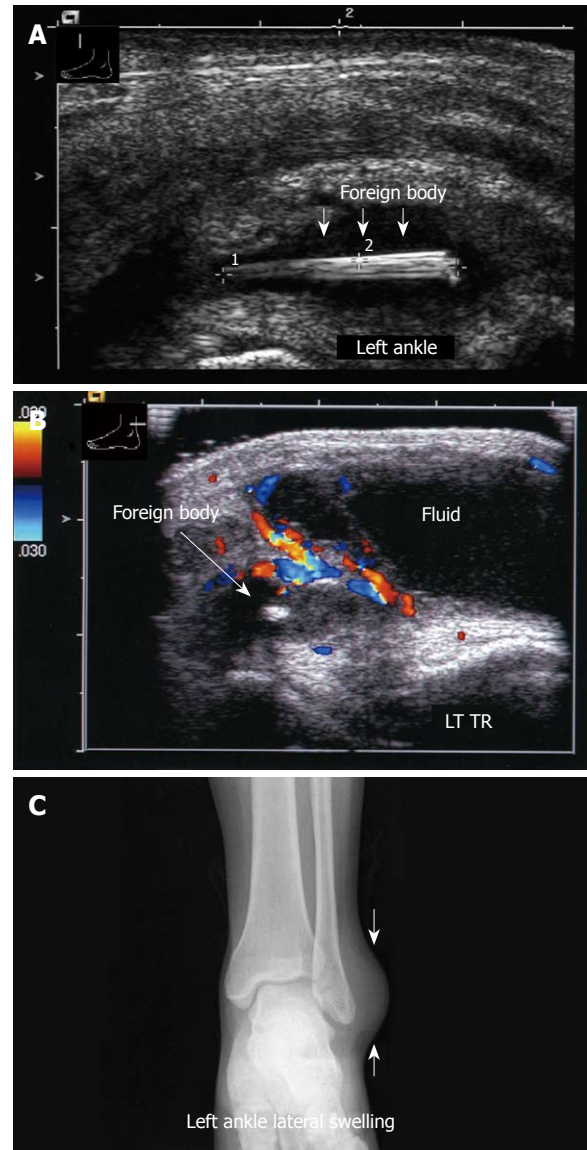 A
2
Foreign body
1
2
Left ankle
B
.030
Foreign body
Fluid
LT TR
C
Left ankle lateral swelling